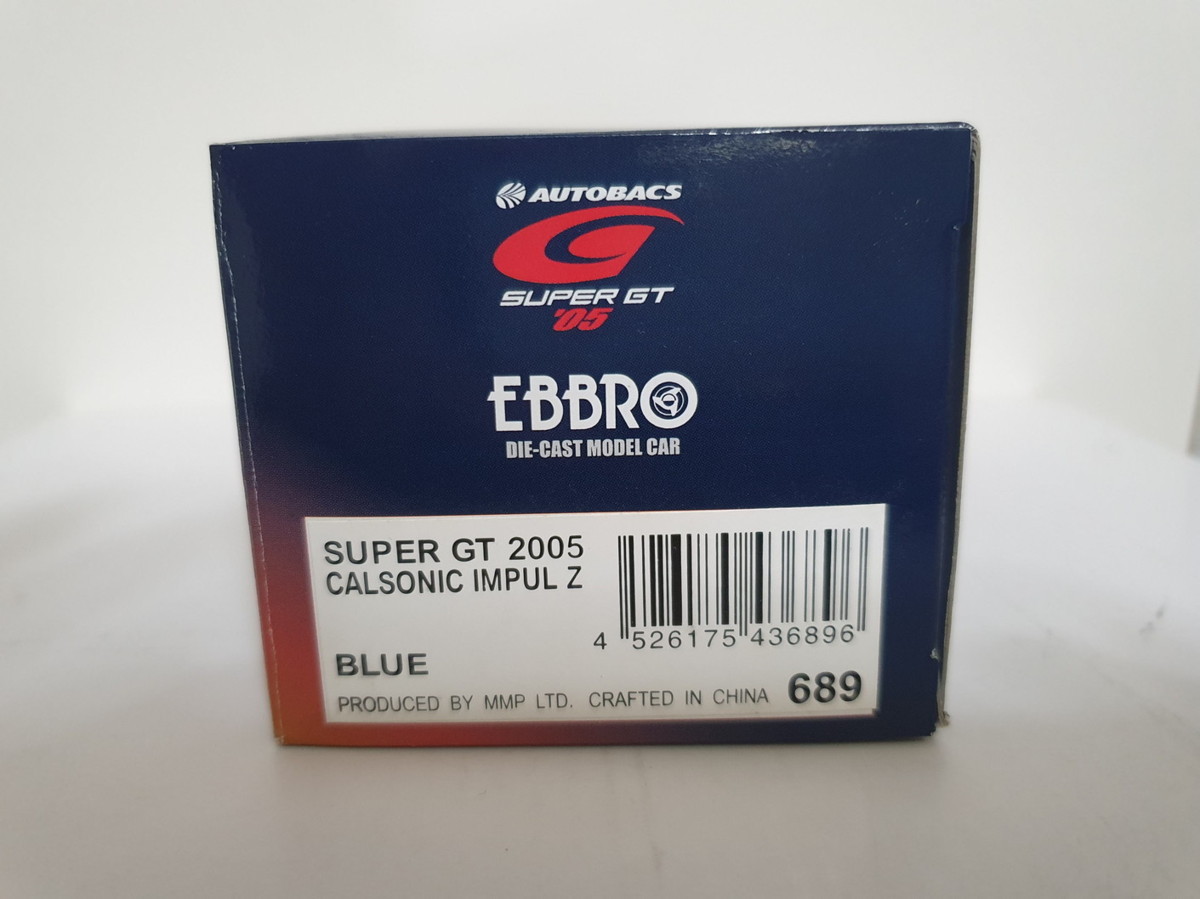 AUTOBACS
SUPER GT
'05
EBBRO
DIE-CAST MODEL CAR
SUPER GT 2005
CALSONIC IMPUL Z
4 526175 436896
BLUE
PRODUCED BY MMP LTD. CRAFTED IN CHINA 689